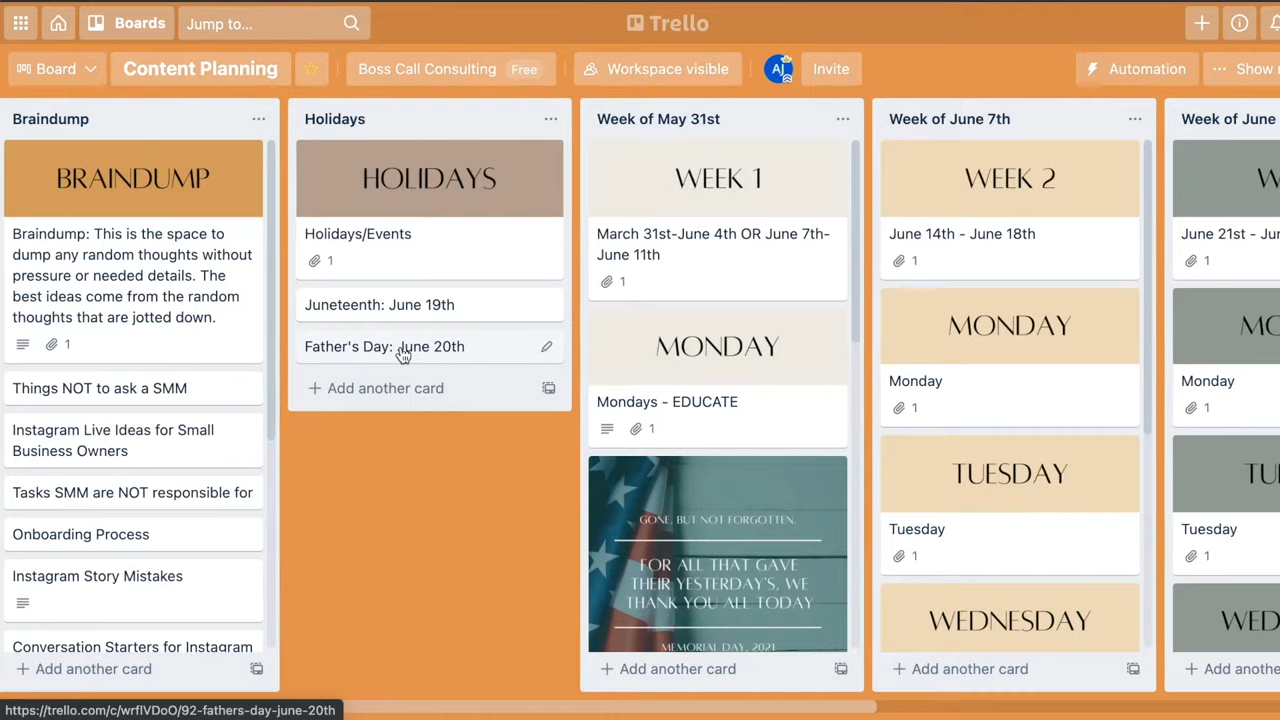 Boards
Jump to...
Trello
Board
Content Planning
Boss Call Consulting Free
Workspace visible
AJ
Invite
Automation
Show
Braindump
BRAINDUMP
Braindump: This is the space to
dump any random thoughts without
pressure or needed details. The
best ideas come from the random
thoughts that are jotted down.
1
Things NOT to ask a SMM
Instagram Live Ideas for Small
Business Owners
Tasks SMM are NOT responsible for
Onboarding Process
Instagram Story Mistakes
Conversation Starters for Instagram
+ Add another card
Holidays
HOLIDAYS
Holidays/Events
1
Juneteenth: June 19th
Father's Day: June 20th
+ Add another card
Week of May 31st
WEEK 1
March 31st-June 4th OR June 7th-
June 11th
1
MONDAY
Mondays - EDUCATE
1
GONE, BUT NOT FORGOTTEN.
FOR ALL THAT GAVE
THEIR YESTERDAY'S, WE
THANK YOU ALL TODAY
MEMORIAL DAY, 2021
+ Add another card
Week of June 7th
WEEK 2
June 14th - June 18th
1
MONDAY
Monday
1
TUESDAY
Tuesday
1
WEDNESDAY
+ Add another card
Week of June
June 21st - Jun
1
MO
Monday
1
TU
Tuesday
1
WED
+ Add anothe
https://trello.com/c/wrflVDoO/92-fathers-day-june-20th